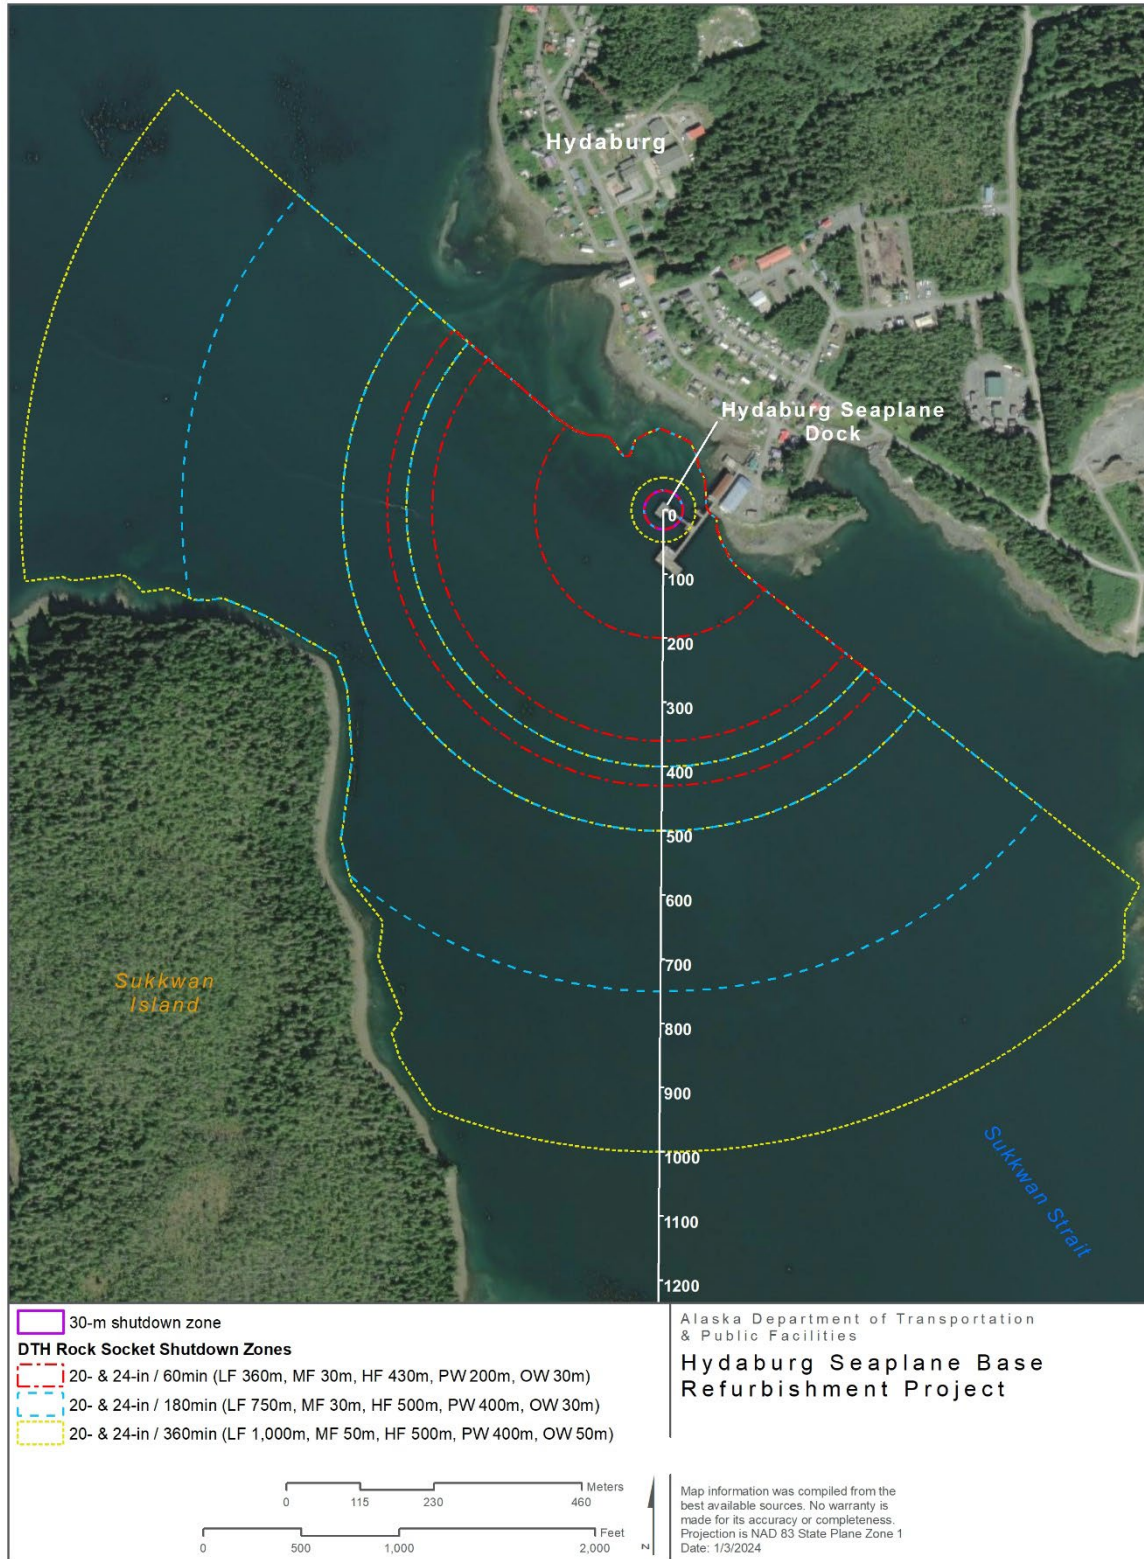 Hydaburg
Hydaburg Seaplane
Dock
0
100
200
300
400
500
600
700
800
900
1000
1100
1200
Sukkwan
Island
Sukkwan Strait
30-m shutdown zone
DTH Rock Socket Shutdown Zones
20- & 24-in / 60min (LF 360m, MF 30m, HF 430m, PW 200m, OW 30m)
20- & 24-in / 180min (LF 750m, MF 30m, HF 500m, PW 400m, OW 30m)
20- & 24-in / 360min (LF 1,000m, MF 50m, HF 500m, PW 400m, OW 50m)
Meters
0 115 230 460
Feet
0 500 1,000 2,000
N
Alaska Department of Transportation
& Public Facilities
Hydaburg Seaplane Base
Refurbishment Project
Map information was compiled from the
best available sources. No warranty is
made for its accuracy or completeness.
Projection is NAD 83 State Plane Zone 1
Date: 1/3/2024